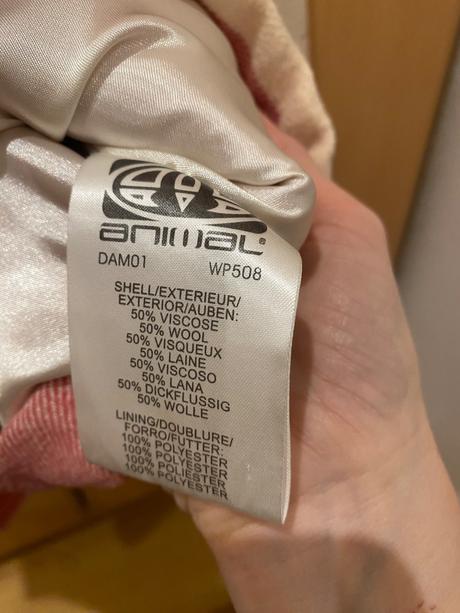 animal®
DAM01 WP508
SHELL/EXTERIEUR/
EXTERIOR/AUBEN:
50% VISCOSE
50% WOOL
50% VISQUEUX
50% LAINE
50% VISCOSO
50% LANA
50% DICKFLUSSIG
50% WOLLE
LINING/DOUBLURE/
FORRO/FUTTER:
100% POLYESTER
100% POLYESTER
100% POLIESTER
100% POLYESTER